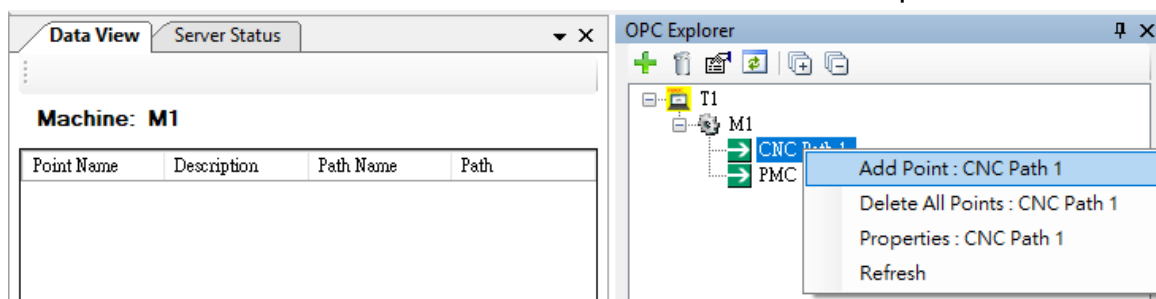 Data View
Server Status
Machine: M1
Point Name Description Path Name Path
OPC Explorer
T1
M1
CNC Path 1
PMC
Add Point : CNC Path 1
Delete All Points : CNC Path 1
Properties : CNC Path 1
Refresh